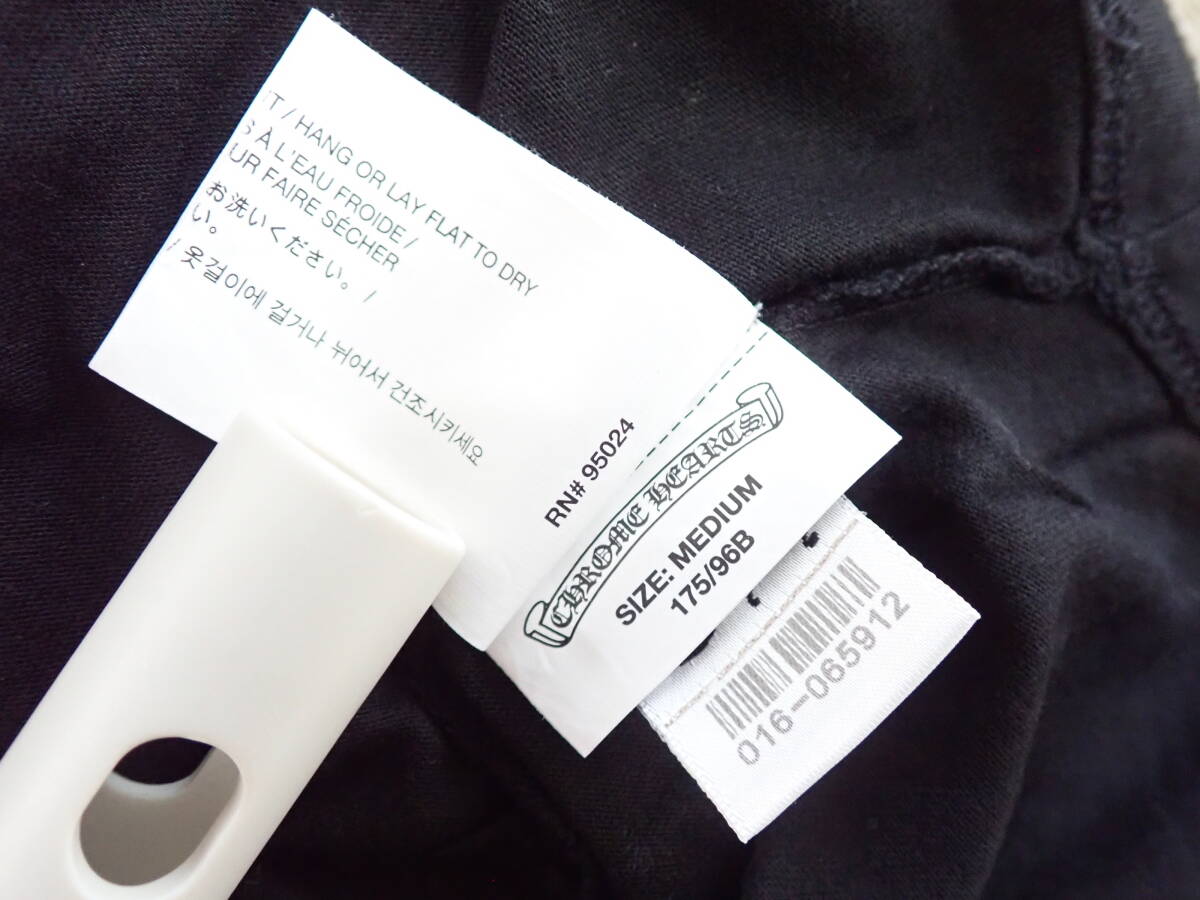 T / HANG OR LAY FLAT TO DRY
S À L'EAU FROIDE /
UR FAIRE SÉCHER
お洗いください。 /
い。
/ 옷걸이에 걸거나 뉘어서 건조시키세요
RN# 95024
CHROME HEARTS
SIZE: MEDIUM
175/96B
016-065912